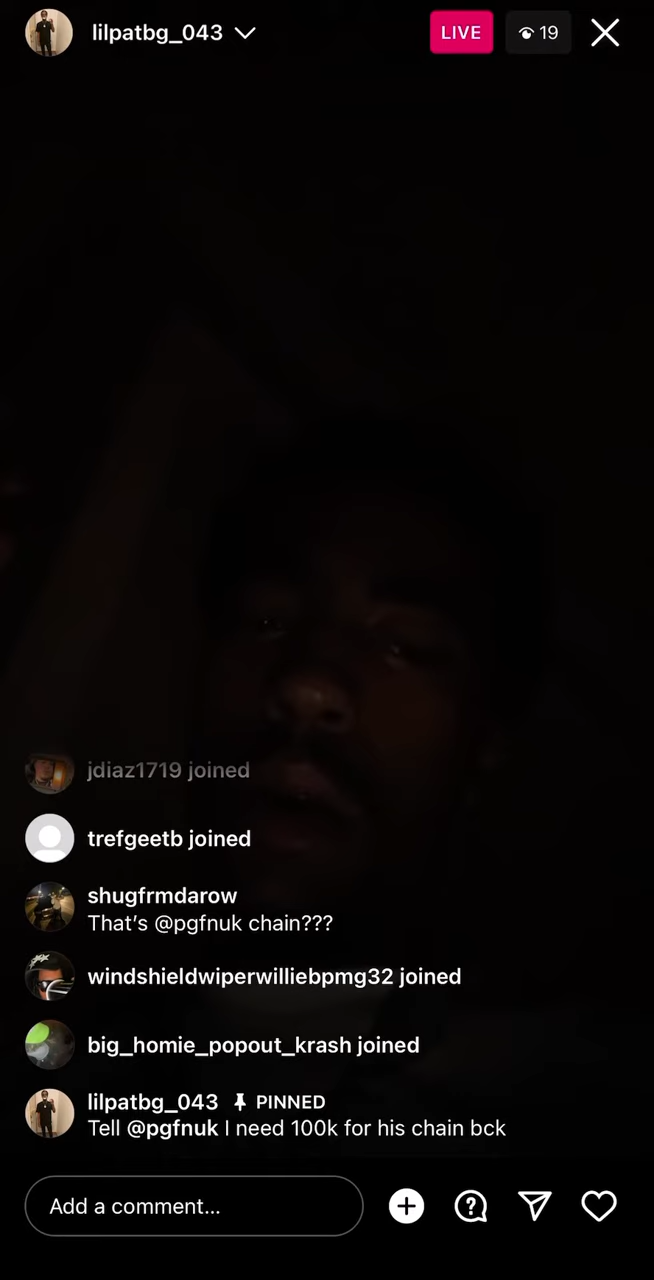 lilpatbg_043 LIVE 19
jdiaz1719 joined
trefgeetb joined
shugfrmdarow
That’s @pgfnuk chain???
windshieldwiperwilliebpmg32 joined
big_homie_popout_krash joined
lilpatbg_043 PINNED
Tell @pgfnuk I need 100k for his chain bck
Add a comment...